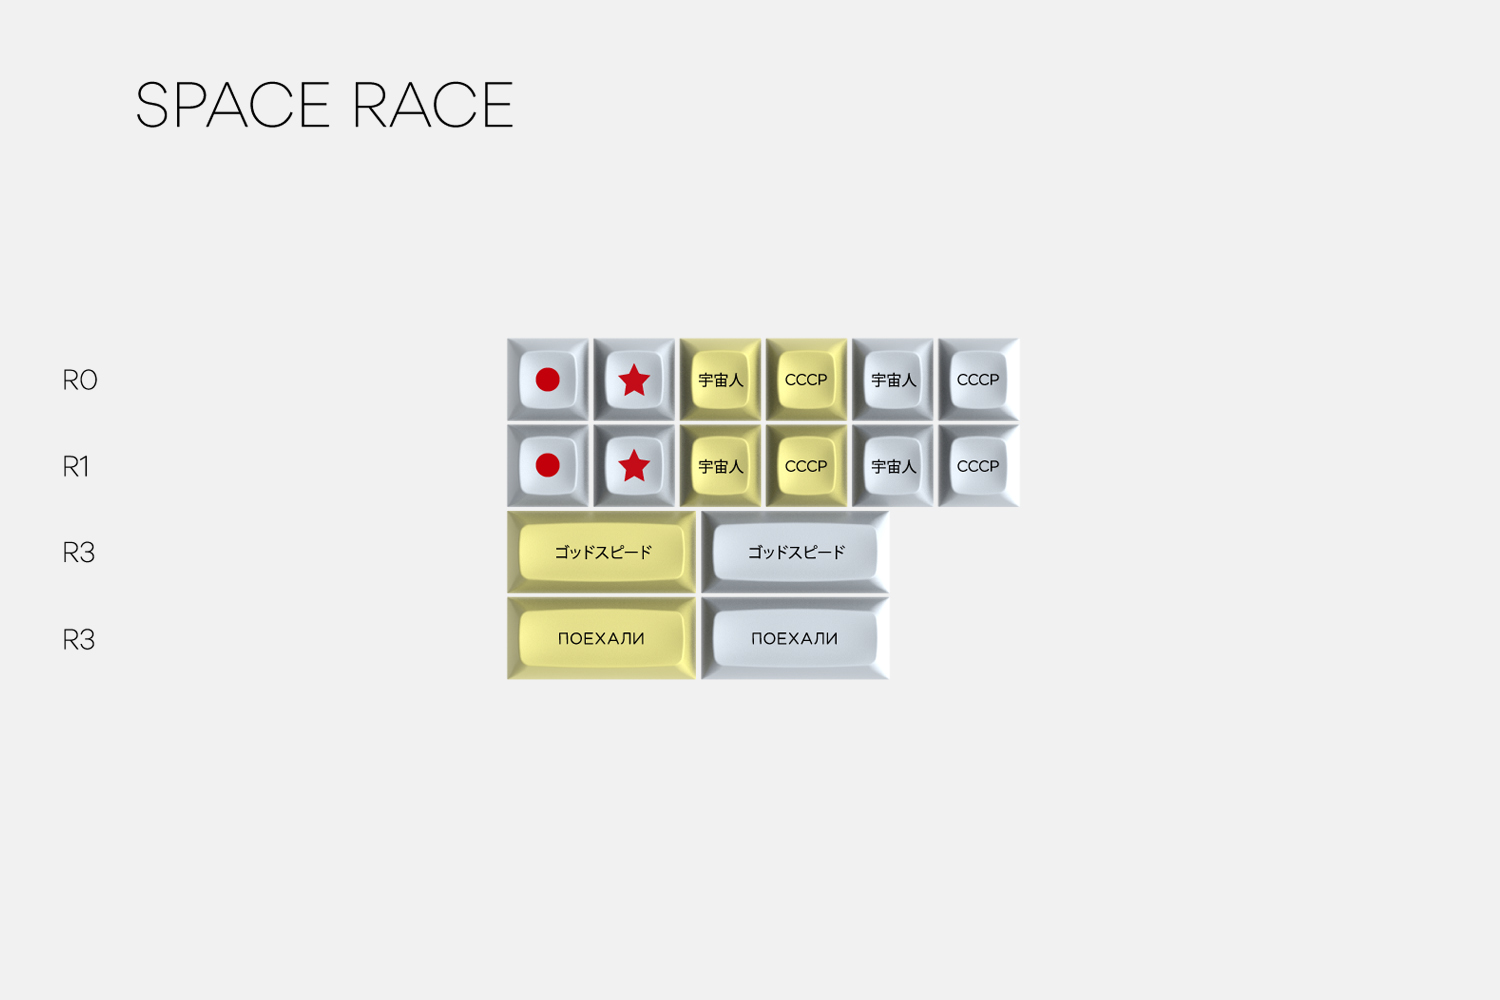 SPACE RACE
R0
宇宙人 CCCP 宇宙人 CCCP
R1
宇宙人 CCCP 宇宙人 CCCP
R3
ゴッドスピード ゴッドスピード
R3
ПОЕХАЛИ ПОЕХАЛИ